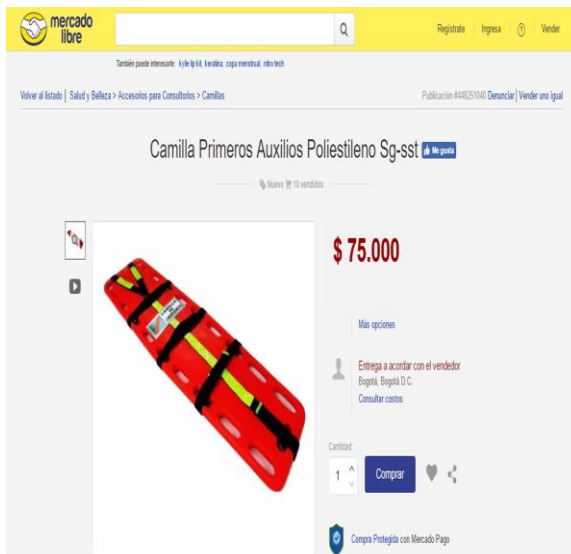 mercado
libre
Regístrate Ingresa ? Vender
También puede interesarte: kylie lip kit, keratina, copa menstrual, nitro tech
Volver al listado | Salud y Belleza > Accesorios para Consultorios > Camillas
Publicación #448251040 Denunciar | Vender uno igual
Camilla Primeros Auxilios Poliestileno Sg-sst Me gusta
Nuevo 10 vendidos
$ 75.000
Más opciones
Entrega a acordar con el vendedor
Bogotá, Bogotá D.C.
Consultar costos
Cantidad:
1 Comprar
Compra Protegida con Mercado Pago